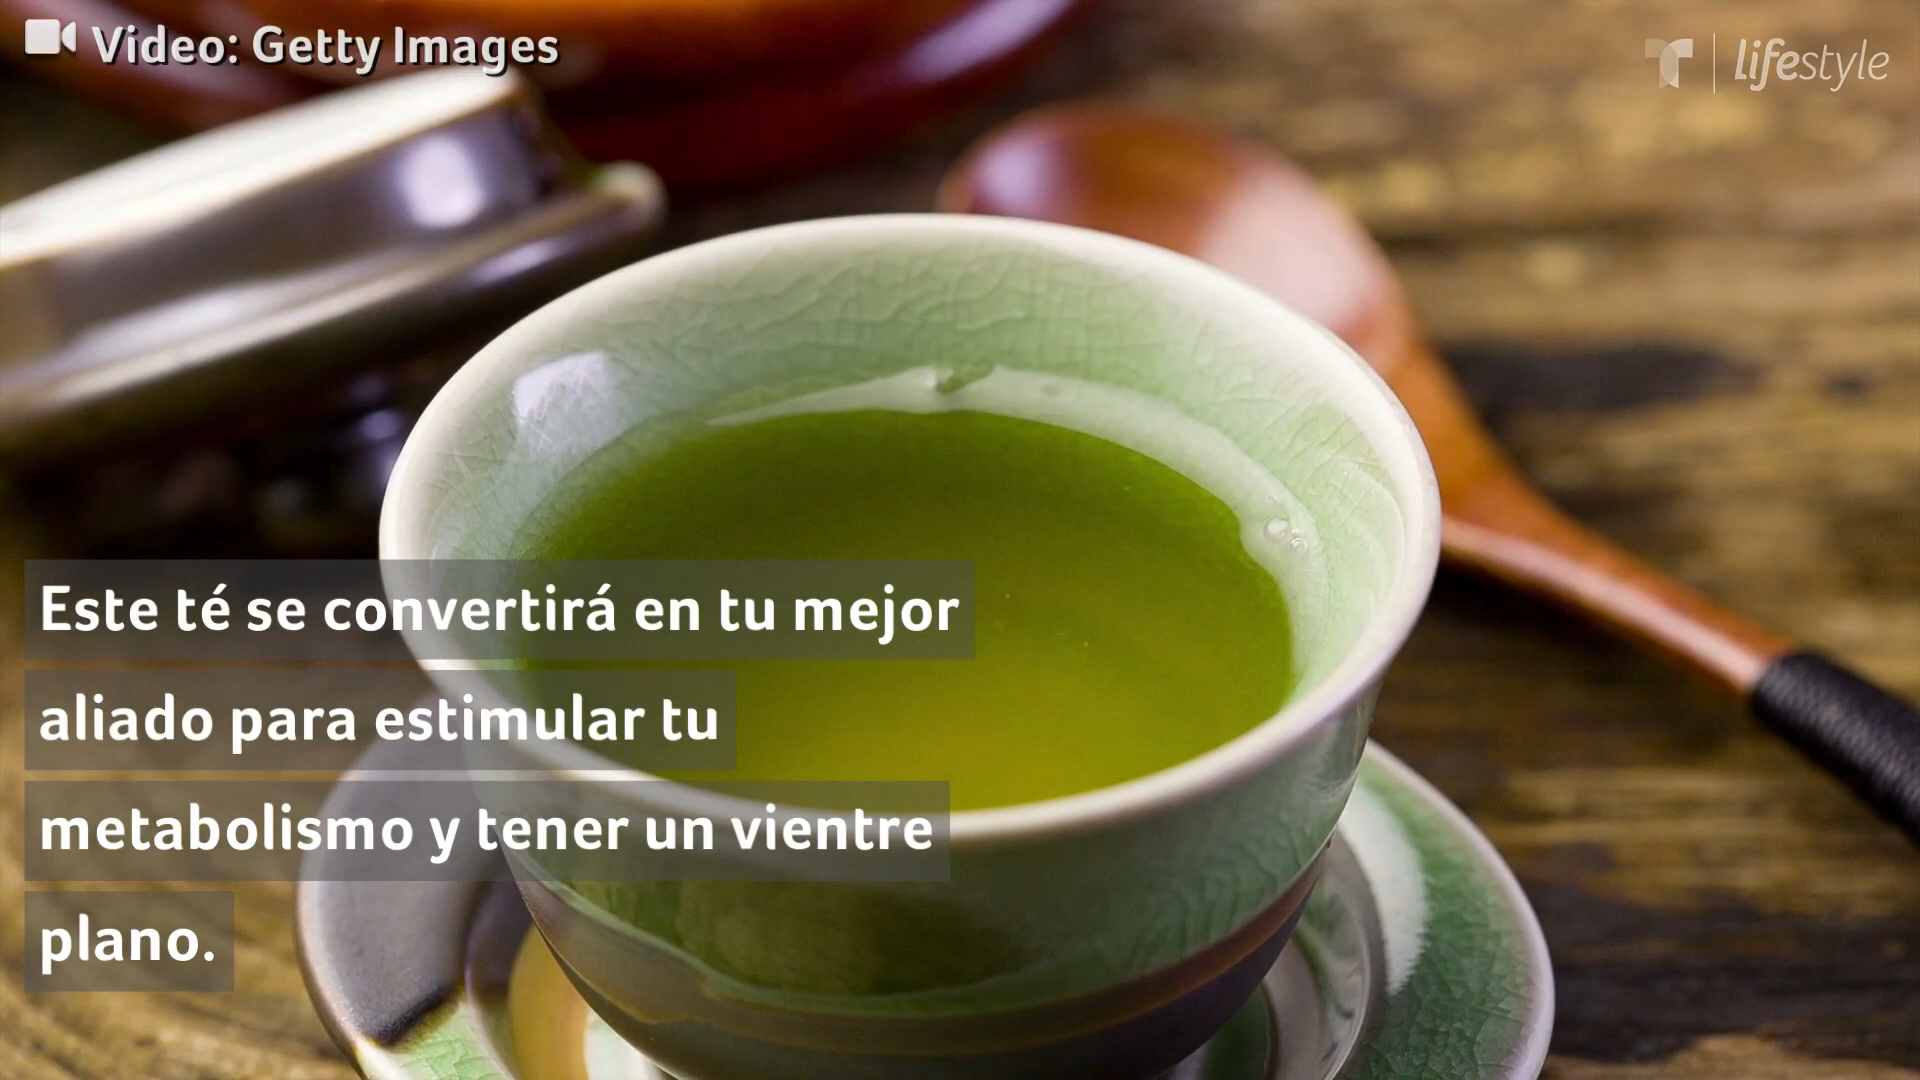 Video: Getty Images
lifestyle
Este té se convertirá en tu mejor
aliado para estimular tu
metabolismo y tener un vientre
plano.